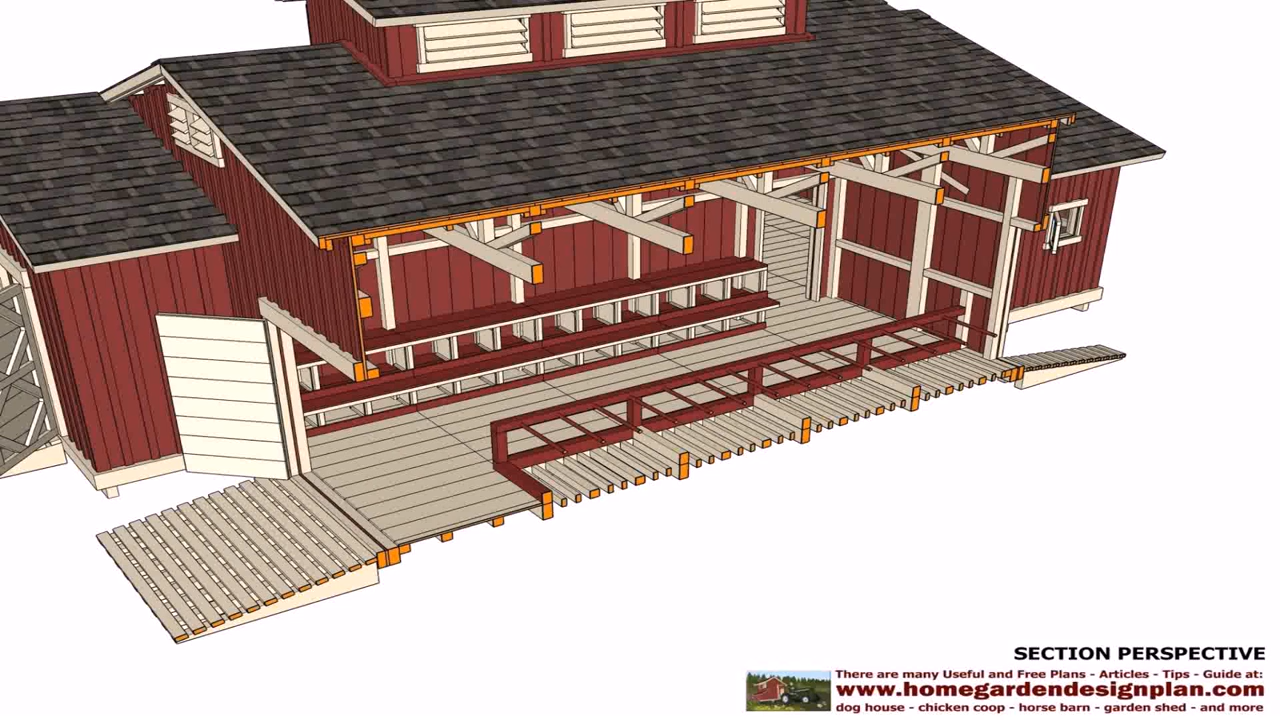 SECTION PERSPECTIVE
There are many Useful and Free Plans - Articles - Tips - Guide at:
www.homegardendesignplan.com
dog house - chicken coop - horse barn - garden shed - and more